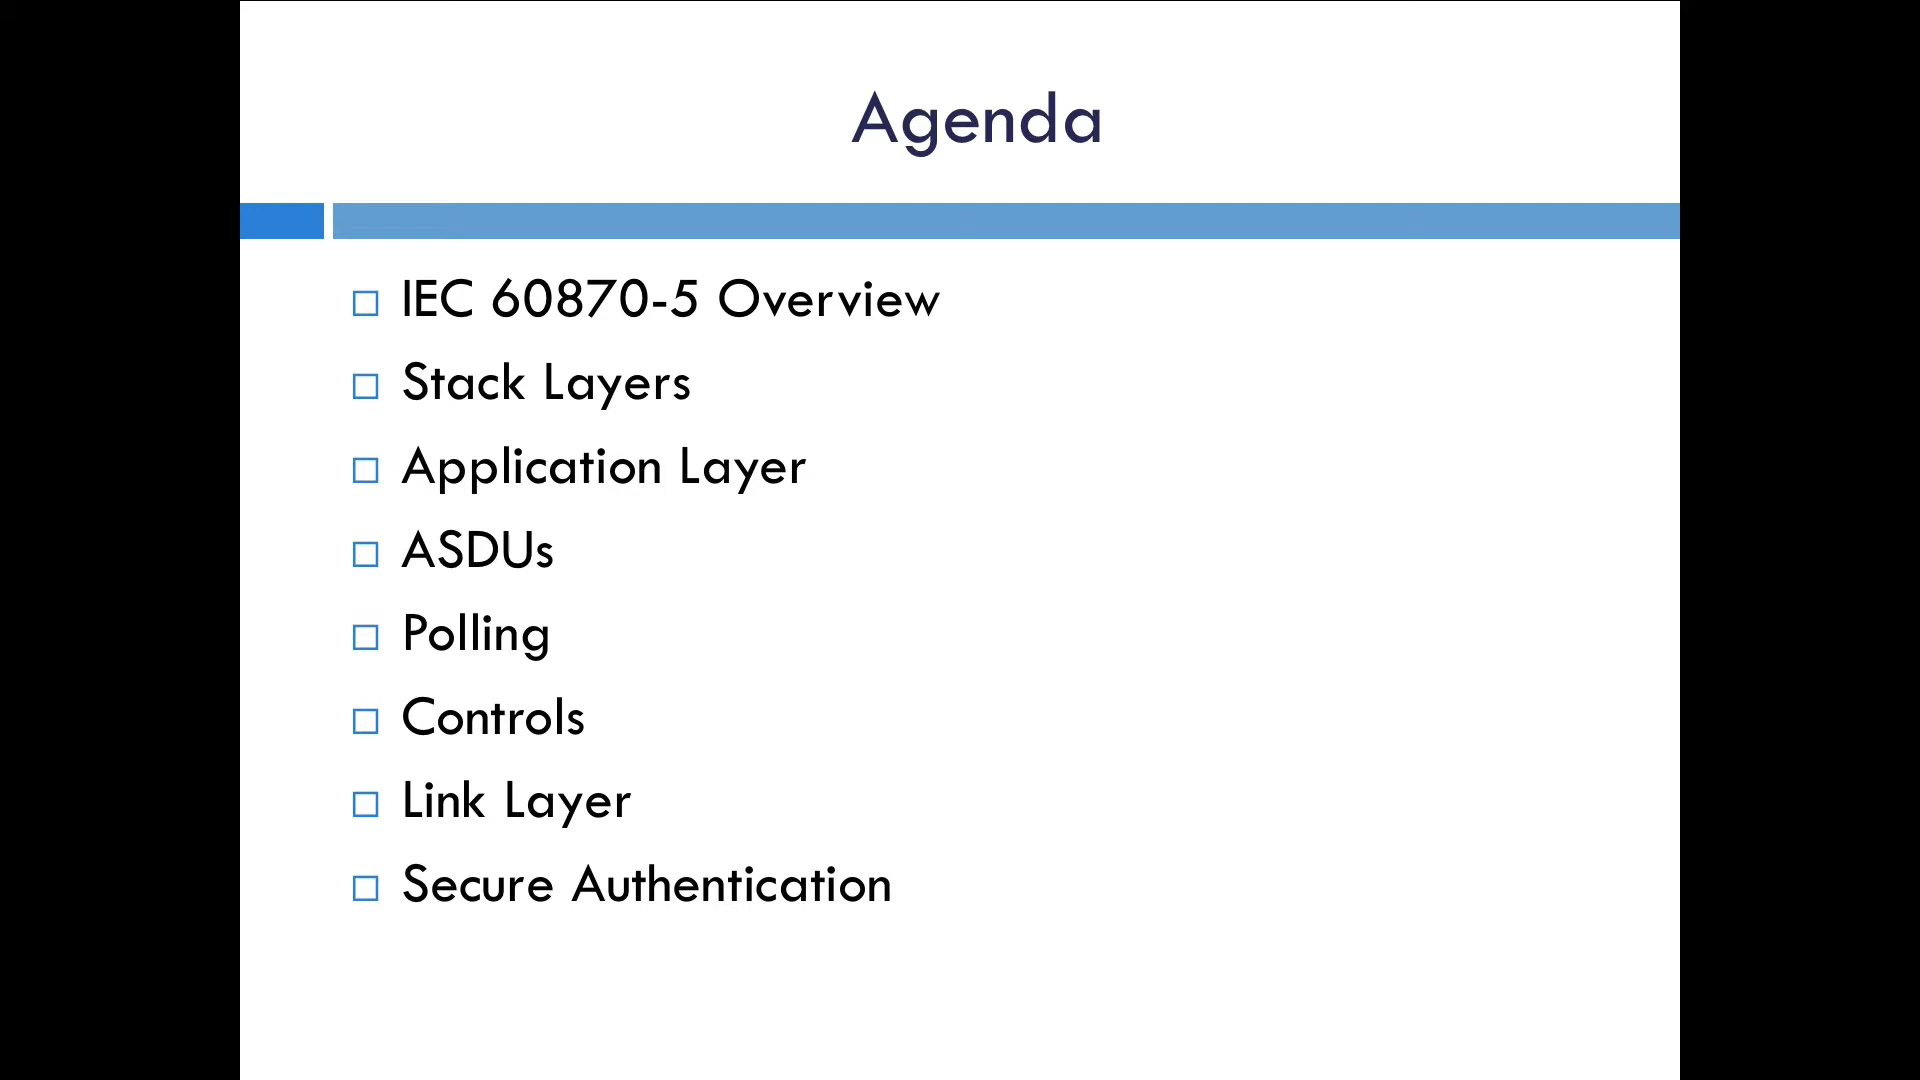 Agenda
IEC 60870-5 Overview
Stack Layers
Application Layer
ASDUs
Polling
Controls
Link Layer
Secure Authentication